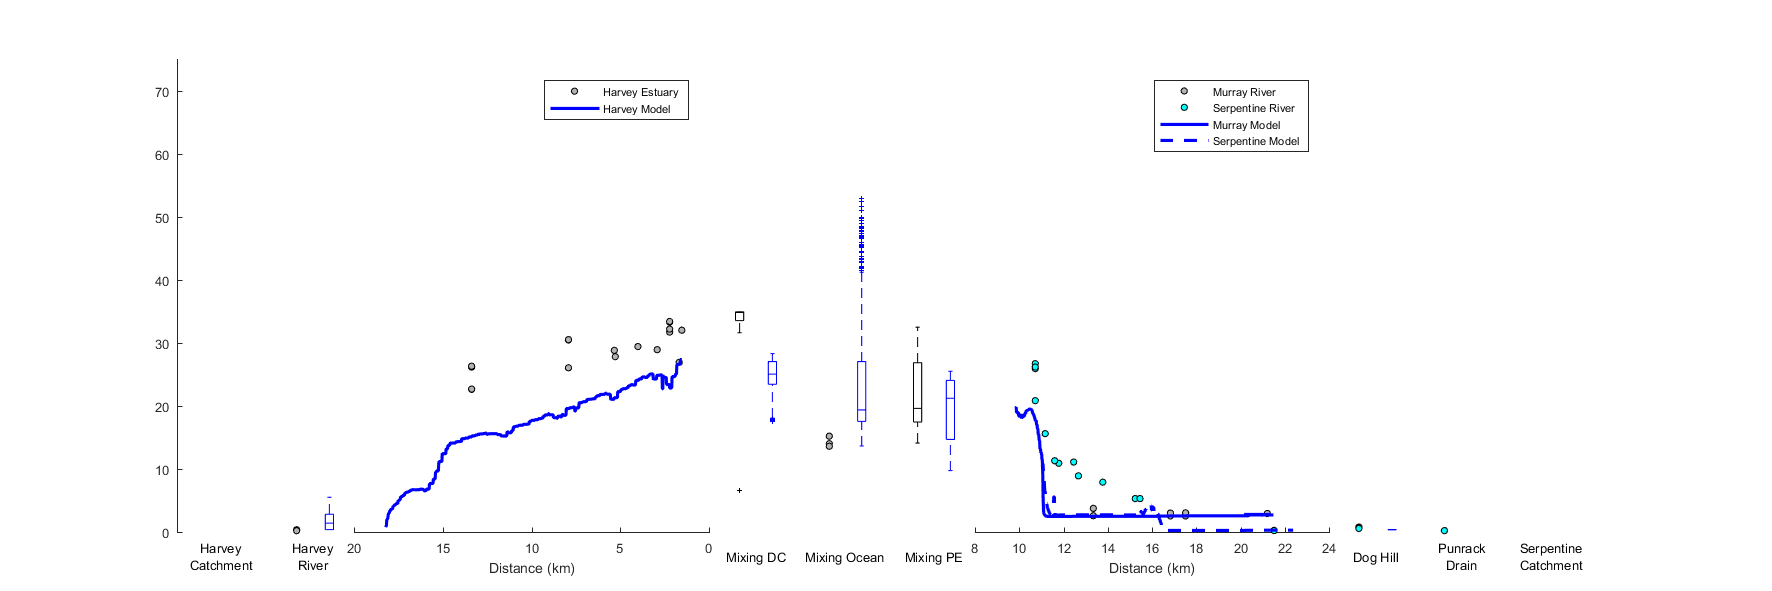 70
60
50
40
30
20
10
0
Harvey Estuary
Harvey Model
Murray River
Serpentine River
Murray Model
Serpentine Model
Harvey
Catchment
Harvey
River
20
15
10
5
0
Distance (km)
Mixing DC
Mixing Ocean
Mixing PE
8
10
12
14
16
18
20
22
24
Distance (km)
Dog Hill
Punrack
Drain
Serpentine
Catchment